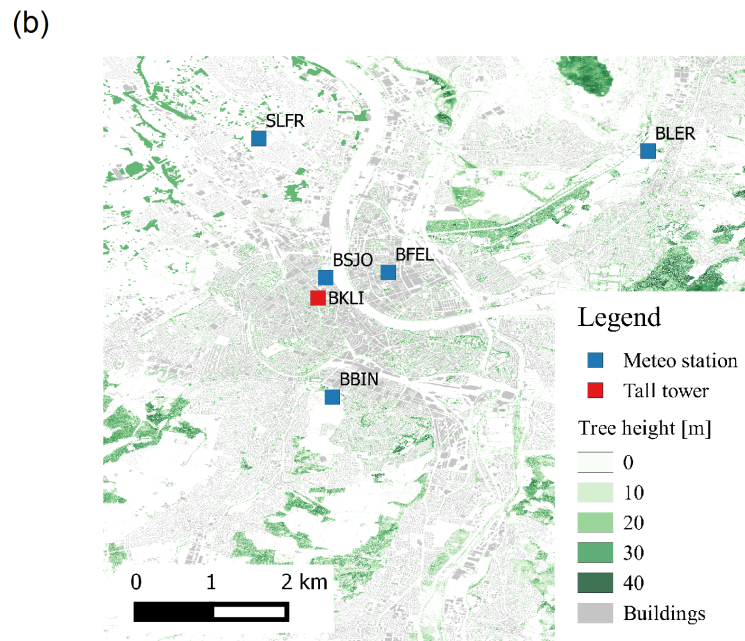 (b)
SLFR
BLER
BSJO
BFEL
BKLI
BBIN
Legend
Meteo station
Tall tower
Tree height [m]
0
10
20
30
40
Buildings
0 1 2 km